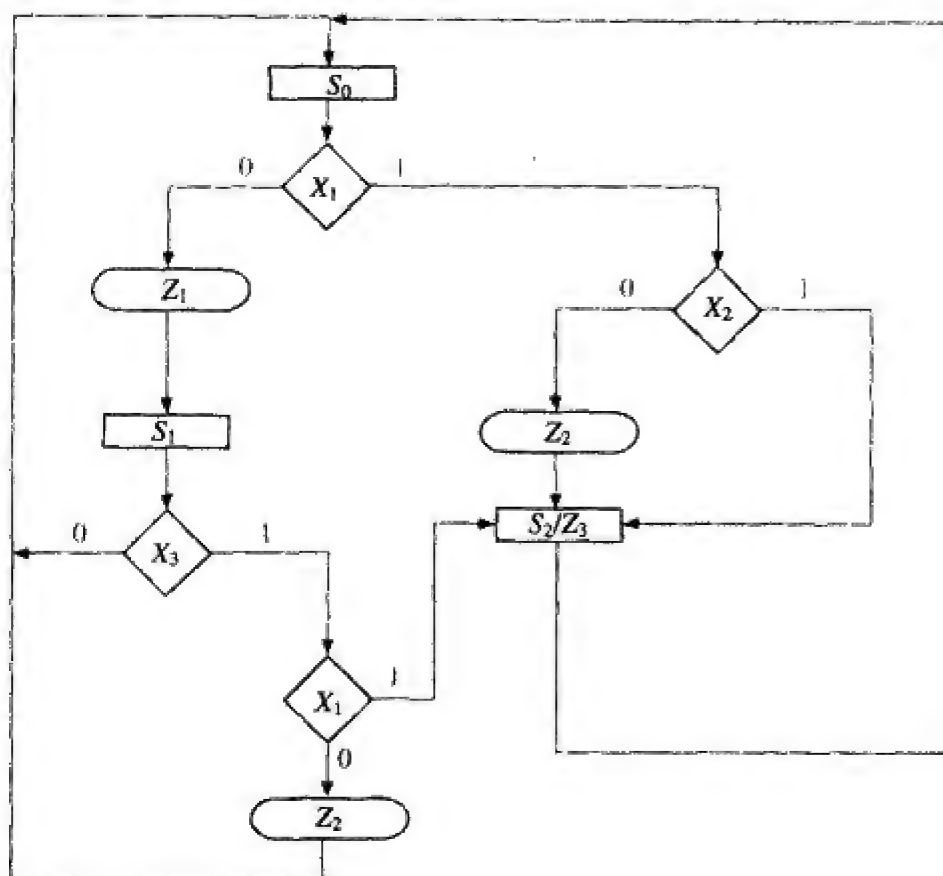 S₀
0 X₁ 1
Z₁
0 X₂ 1
S₁
Z₂
S₂/Z₃
0 X₃ 1
X₁ 1
0
Z₂